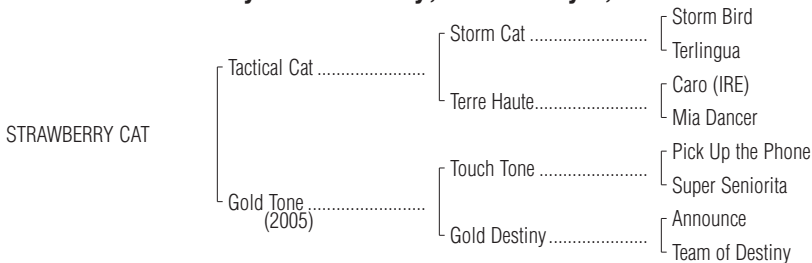 Storm Bird
Storm Cat .........................
Terlingua
Tactical Cat .......................
Caro (IRE)
Terre Haute........................
Mia Dancer
STRAWBERRY CAT
Pick Up the Phone
Touch Tone .......................
Super Seniorita
Gold Tone .........................
(2005)
Announce
Gold Destiny.....................
Team of Destiny